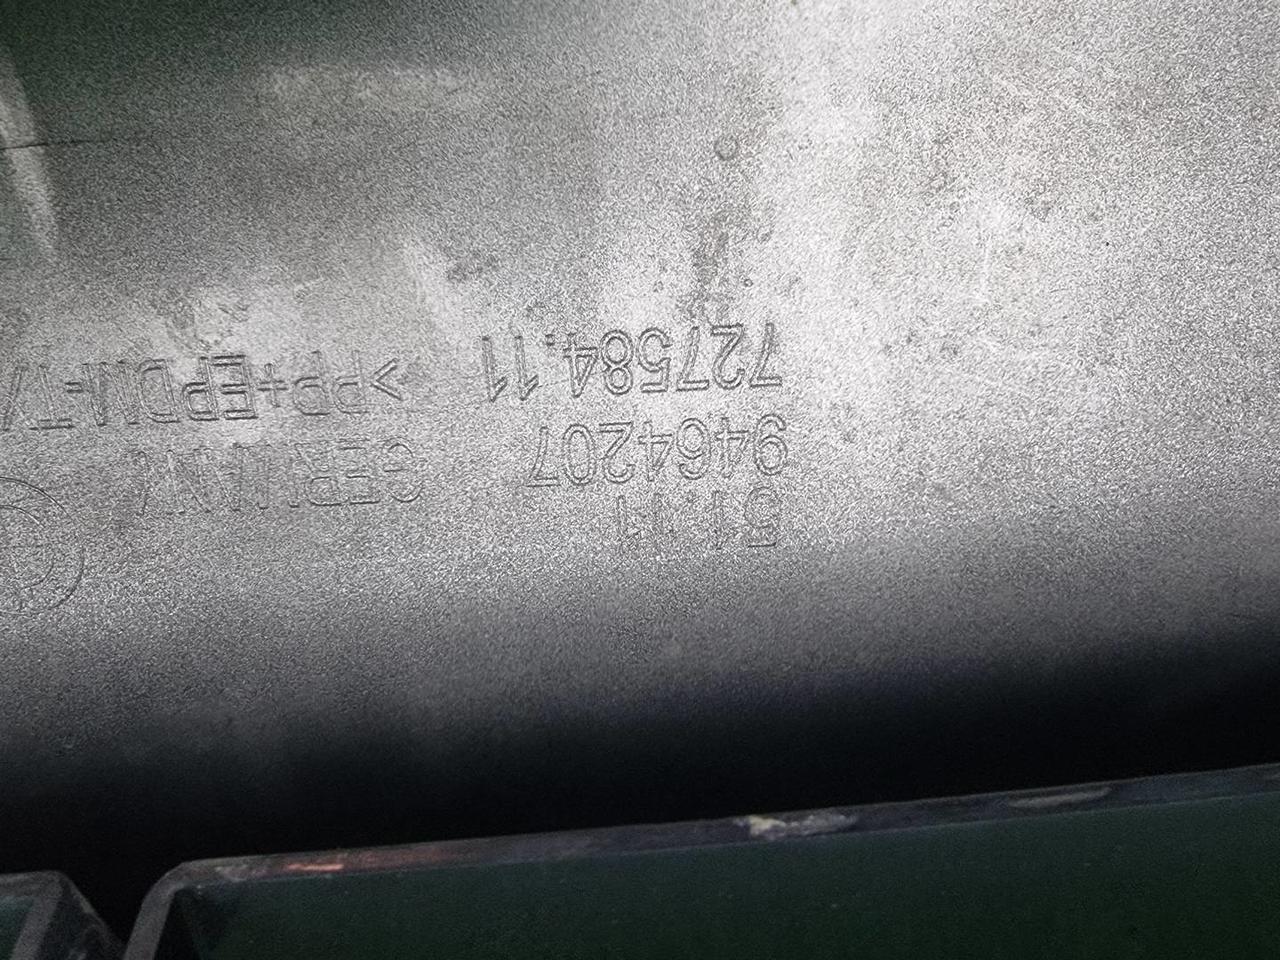 51.11
9464207 GERMANY
727584.11 >PP+EPDM-T